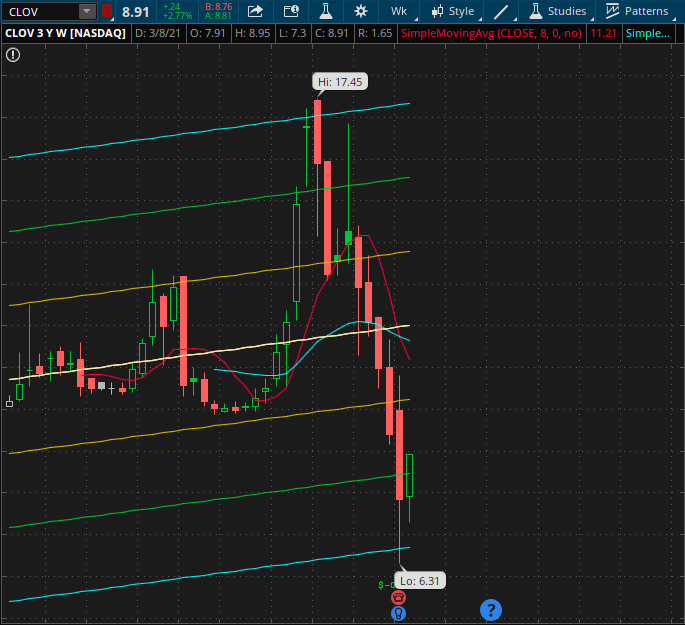 CLOV 8.91 +.24 +2.77% B: 8.76 A: 8.81 Wk Style Studies Patterns
CLOV 3 Y W [NASDAQ] D: 3/8/21 O: 7.91 H: 8.95 L: 7.3 C: 8.91 R: 1.65 SimpleMovingAvg (CLOSE, 8, 0, no) 11.21 Simple...
Hi: 17.45
Lo: 6.31
?